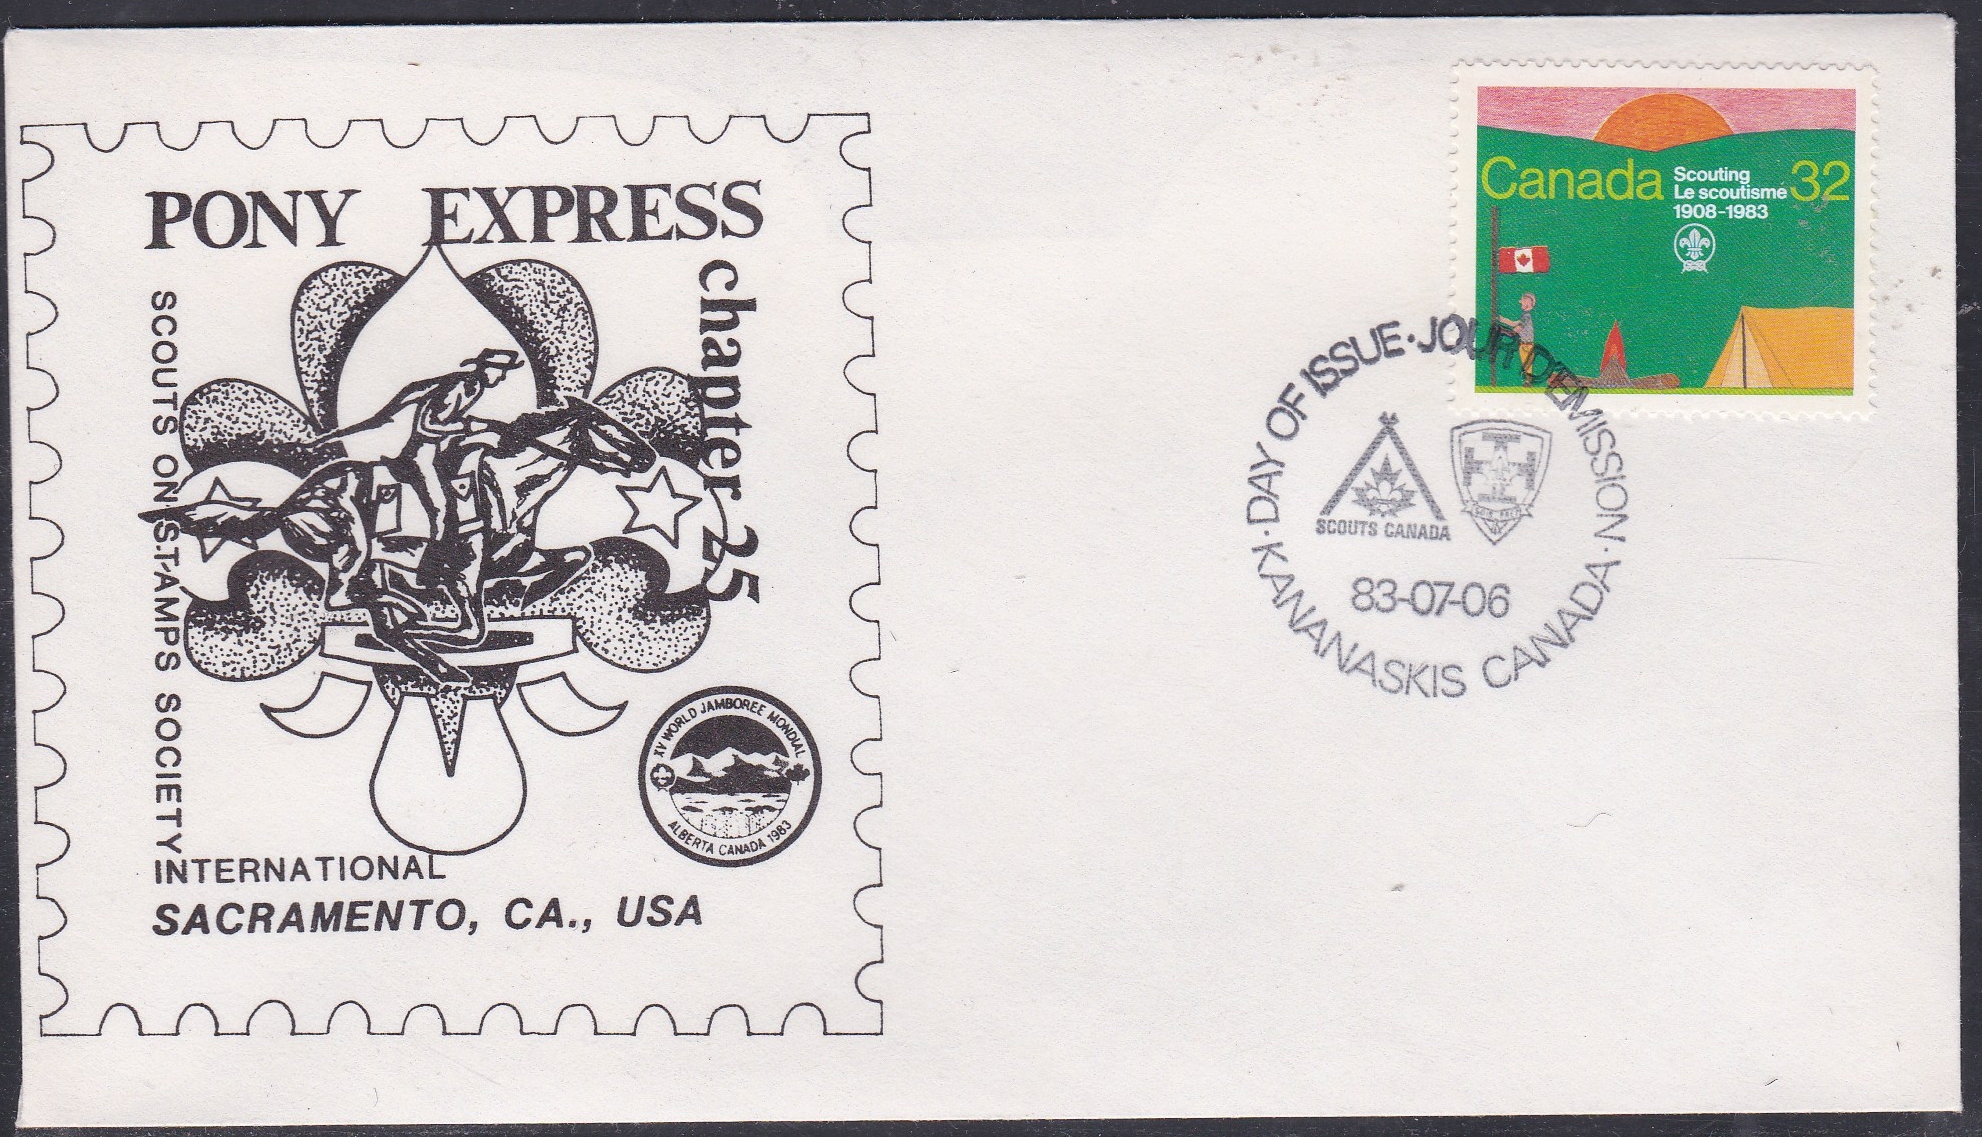 PONY EXPRESS
chapter 25
SCOUTS ON STAMPS SOCIETY
INTERNATIONAL
SACRAMENTO, CA., USA
XV WORLD JAMBOREE MONDIAL
ALBERTA CANADA 1983
Canada
Scouting
Le scoutisme
1908-1983
32
·DAY OF ISSUE·JOUR D'EMISSION·
SCOUTS CANADA
83-07-06
KANANASKIS CANADA